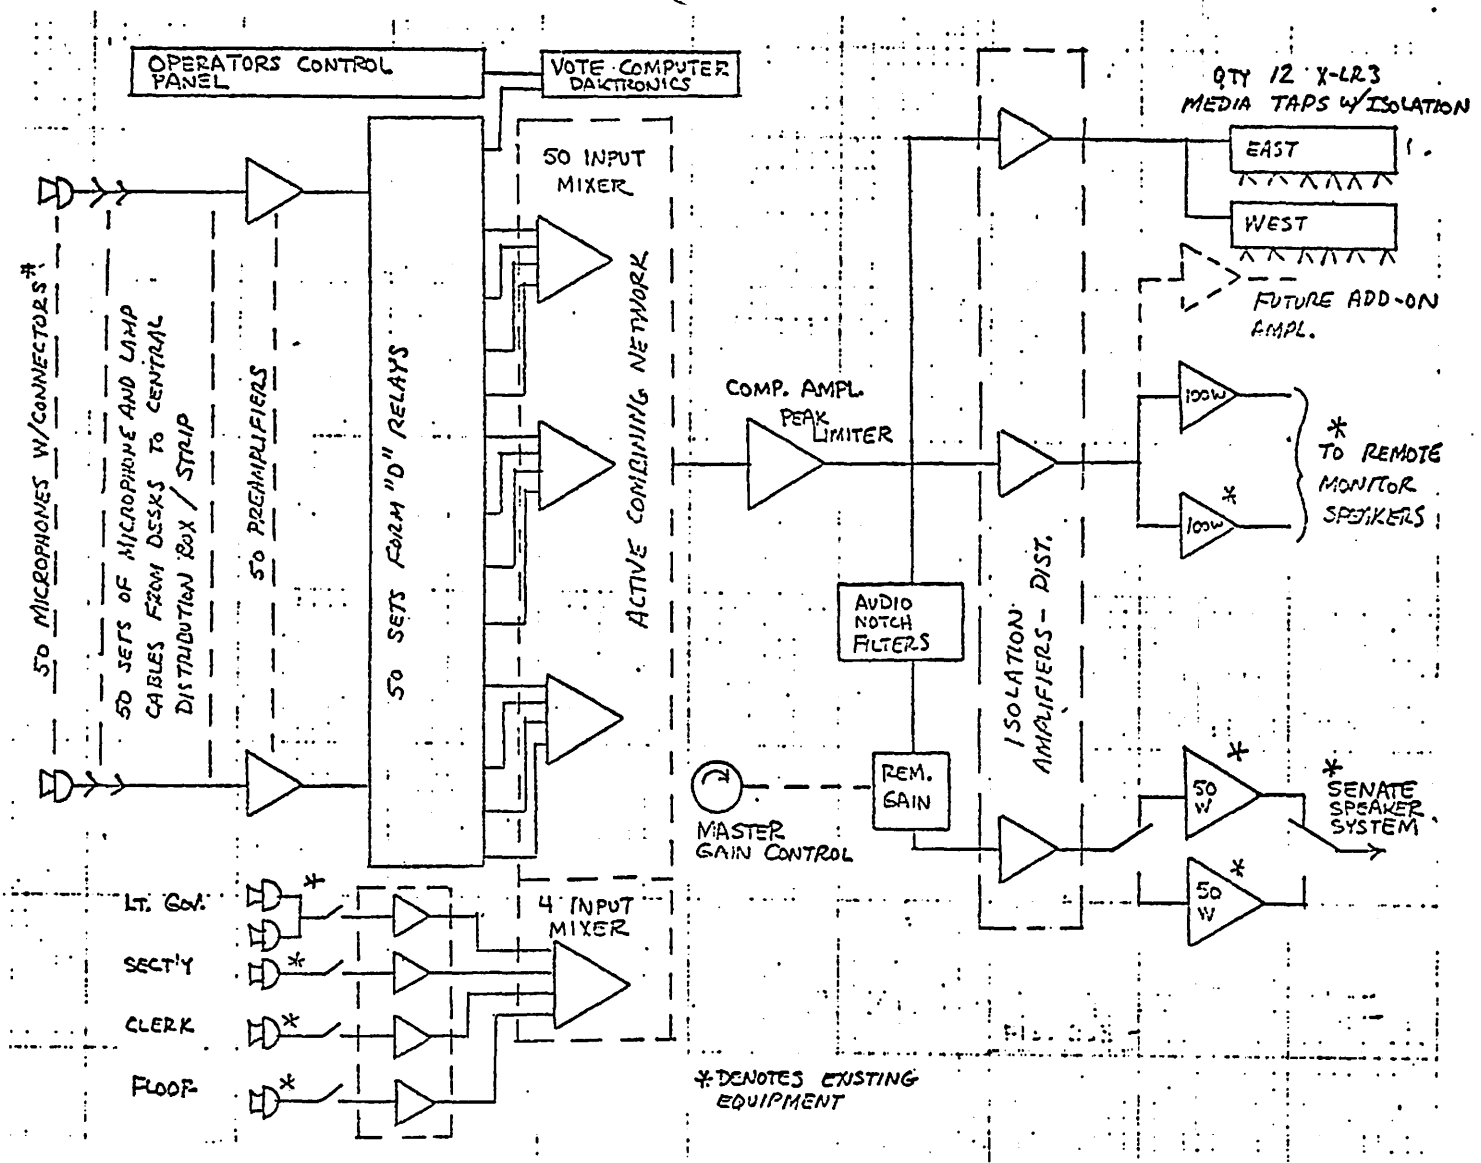 OPERATORS CONTROL
PANEL
VOTE COMPUTER
DAKTRONICS
QTY 12 X-LR3
MEDIA TAPS W/ISOLATION
EAST
WEST
50 INPUT
MIXER
FUTURE ADD-ON
AMPL.
50 MICROPHONES W/CONNECTORS*
50 SETS OF MICROPHONE AND LAMP
CABLES FROM DESKS TO CENTRAL
DISTRIBUTION BOX / STRIP
50 PREAMPLIFIERS
50 SETS FORM "D" RELAYS
ACTIVE COMBINING NETWORK
COMP. AMPL.
PEAK
LIMITER
100W
100W
*
*
TO REMOTE
MONITOR
SPEAKERS
ISOLATION
AMPLIFIERS - DIST.
AUDIO
NOTCH
FILTERS
REM.
GAIN
MASTER
GAIN CONTROL
50
W
*
50
W
*
*
SENATE
SPEAKER
SYSTEM
4 INPUT
MIXER
LT. GOV.
*
SECT'Y
*
CLERK
*
FLOOR
*
* DENOTES EXISTING
EQUIPMENT